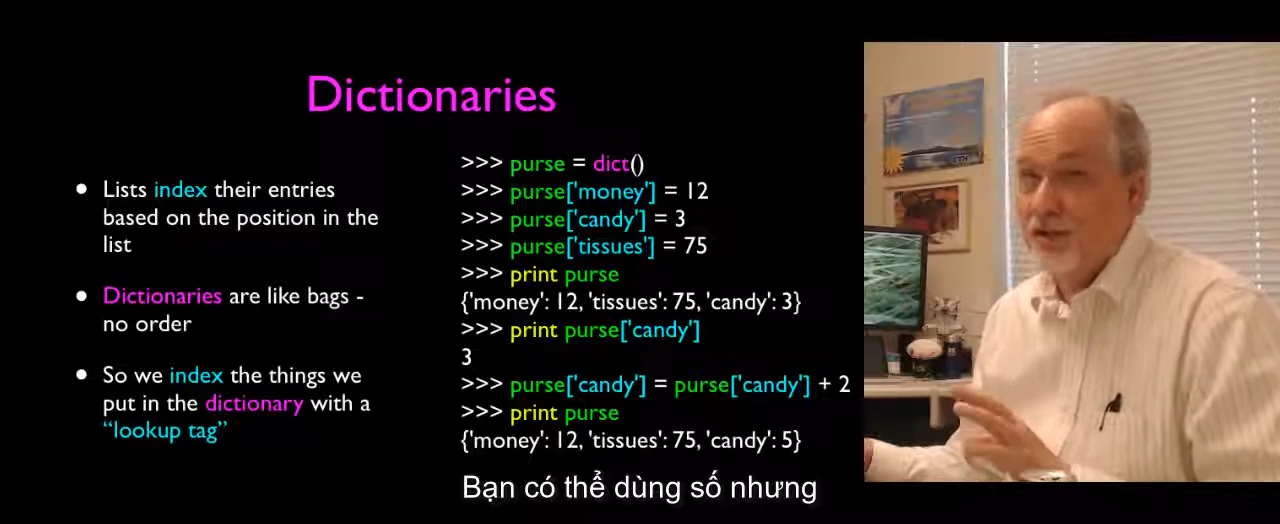 Dictionaries
• Lists index their entries
based on the position in the
list
• Dictionaries are like bags -
no order
• So we index the things we
put in the dictionary with a
“lookup tag”
>>> purse = dict()
>>> purse['money'] = 12
>>> purse['candy'] = 3
>>> purse['tissues'] = 75
>>> print purse
{'money': 12, 'tissues': 75, 'candy': 3}
>>> print purse['candy']
3
>>> purse['candy'] = purse['candy'] + 2
>>> print purse
{'money': 12, 'tissues': 75, 'candy': 5}
Bạn có thể dùng số nhưng